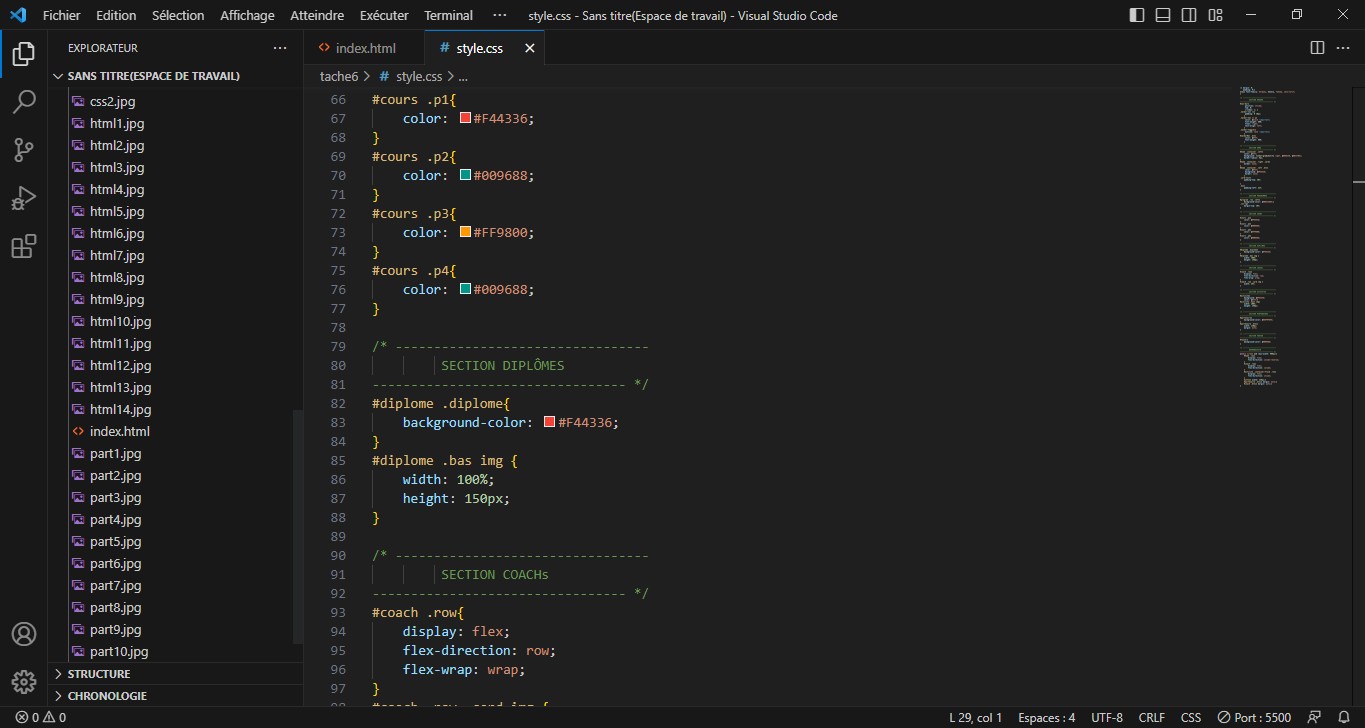 Fichier Edition Sélection Affichage Atteindre Exécuter Terminal ··· style.css - Sans titre(Espace de travail) - Visual Studio Code
EXPLORATEUR ···
SANS TITRE(ESPACE DE TRAVAIL)
css2.jpg
html1.jpg
html2.jpg
html3.jpg
html4.jpg
html5.jpg
html6.jpg
html7.jpg
html8.jpg
html9.jpg
html10.jpg
html11.jpg
html12.jpg
html13.jpg
html14.jpg
index.html
part1.jpg
part2.jpg
part3.jpg
part4.jpg
part5.jpg
part6.jpg
part7.jpg
part8.jpg
part9.jpg
part10.jpg
STRUCTURE
CHRONOLOGIE
<> index.html # style.css
tache6 > # style.css > ...
66 #cours .p1{
67 color: #F44336;
68 }
69 #cours .p2{
70 color: #009688;
71 }
72 #cours .p3{
73 color: #FF9800;
74 }
75 #cours .p4{
76 color: #009688;
77 }
78
79 /* ---------------------------------
80 SECTION DIPLÔMES
81 --------------------------------- */
82 #diplome .diplome{
83 background-color: #F44336;
84 }
85 #diplome .bas img {
86 width: 100%;
87 height: 150px;
88 }
89
90 /* ---------------------------------
91 SECTION COACHs
92 --------------------------------- */
93 #coach .row{
94 display: flex;
95 flex-direction: row;
96 flex-wrap: wrap;
97 }
98 #coach .row .card img {
0 0 L 29, col 1 Espaces : 4 UTF-8 CRLF CSS Port : 5500